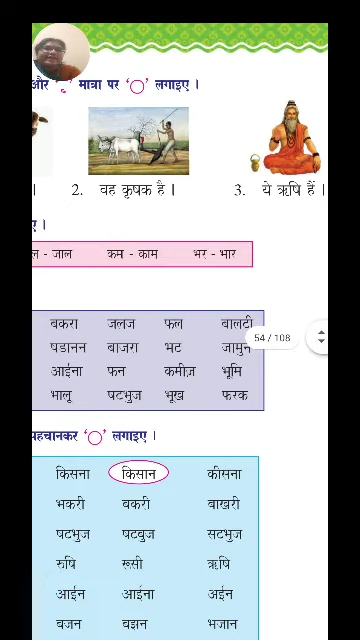 और ' ृ ' मात्रा पर '○' लगाइए ।
। 2. वह कृषक है । 3. ये ऋषि हैं ।
ए ।
ल - जाल कम - काम भर - भार
बकरा जलज फल बालटी
54 / 108
षडानन बाजरा भट जामुन
आईना फन कमीज़ भूमि
भालू षटभुज भूख फरक
पहचानकर '○' लगाइए ।
किसना किसान कीसना
भकरी बकरी बाखरी
षटभुज षटवुज सटभुज
रुषि रूसी ऋषि
आईन आईना अईन
बजन बझन भजान